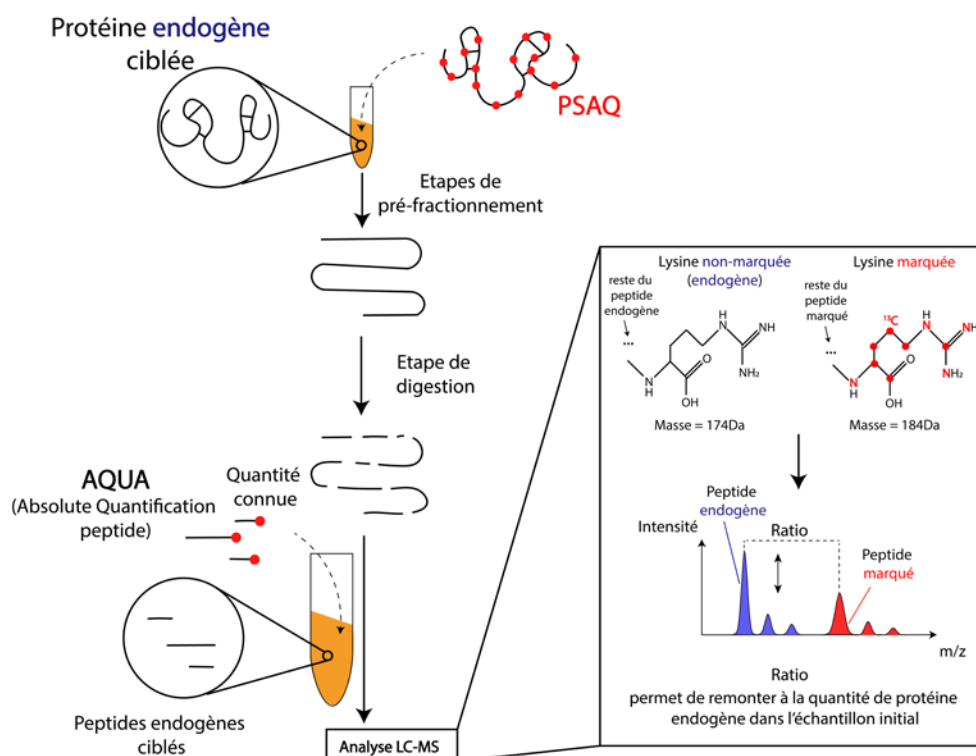 Protéine endogène
ciblée
PSAQ
Etapes de
pré-fractionnement
Etape de
digestion
AQUA
(Absolute Quantification
peptide)
Quantité
connue
Peptides endogènes
ciblés
Analyse LC-MS
Lysine non-marquée
(endogène)
reste du
peptide
endogène
...
H
N
NH
NH₂
O
N
H
OH
Masse = 174Da
Lysine marquée
reste du
peptide
marqué
...
¹³C
H
N
NH
NH₂
O
N
H
OH
Masse = 184Da
Peptide
endogène
Intensité
Ratio
Peptide
marqué
m/z
Ratio
permet de remonter à la quantité de protéine
endogène dans l'échantillon initial